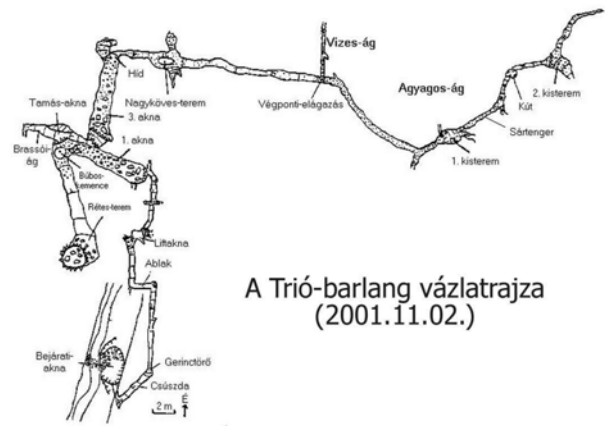 Vizes-ág
Híd
Nagyköves-terem
Végponti-elágazás
Agyagos-ág
2. kisterem
Kút
Sártenger
1. kisterem
Tamás-akna
3. akna
Brassói-
ág
1. akna
Búbos-
kemence
Rétes-terem
Liftakna
Ablak
A Trió-barlang vázlatrajza
(2001.11.02.)
Bejárati-
akna
Gerinctörő
Csúszda
2 m
É